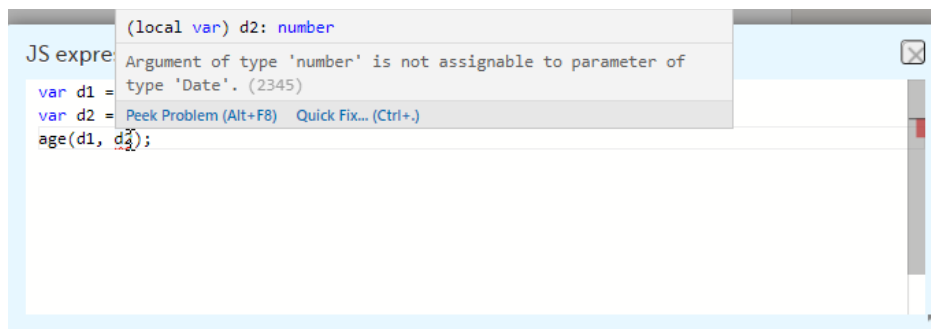 (local var) d2: number
JS expre
Argument of type 'number' is not assignable to parameter of
type 'Date'. (2345)
var d1 =
var d2 =
Peek Problem (Alt+F8) Quick Fix... (Ctrl+.)
age(d1, d2);